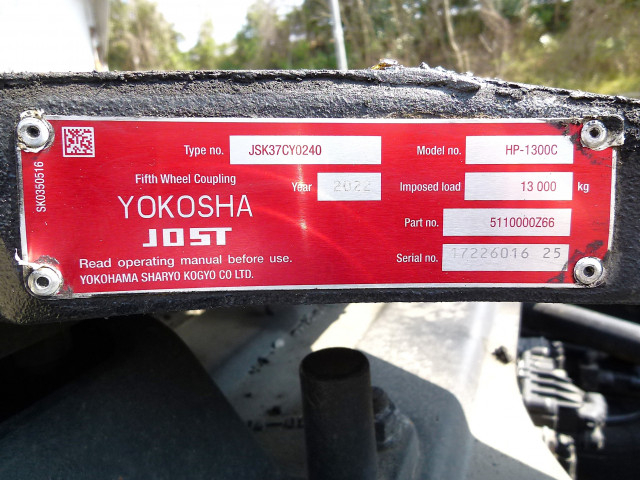 SK0350516
Type no. JSK37CY0240 Model no. HP-1300C
Fifth Wheel Coupling Year 2022 Imposed load 13 000 kg
YOKOSHA
JOST
Part no. 5110000Z66
Serial no. 17226016 25
Read operating manual before use.
YOKOHAMA SHARYO KOGYO CO LTD.